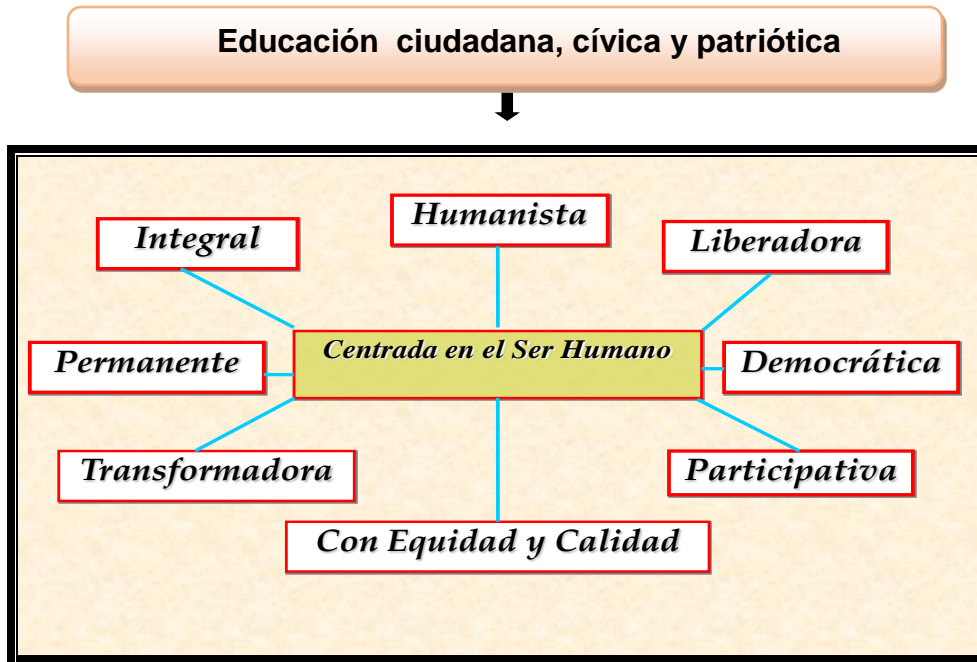 Educación ciudadana, cívica y patriótica
Humanista
Integral
Liberadora
Centrada en el Ser Humano
Permanente
Democrática
Transformadora
Participativa
Con Equidad y Calidad